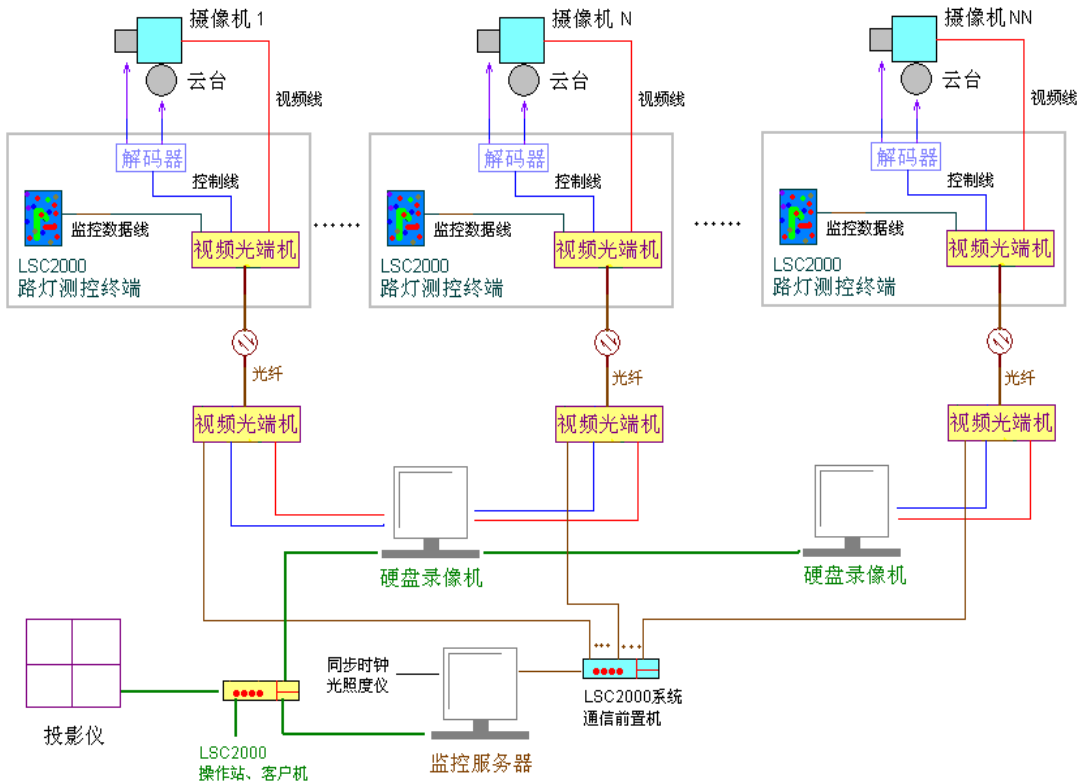 摄像机 1
摄像机 N
摄像机 NN
云台
云台
云台
视频线
视频线
视频线
解码器
解码器
解码器
控制线
控制线
控制线
监控数据线
监控数据线
监控数据线
······
······
视频光端机
视频光端机
视频光端机
LSC2000
路灯测控终端
LSC2000
路灯测控终端
LSC2000
路灯测控终端
光纤
光纤
光纤
视频光端机
视频光端机
视频光端机
硬盘录像机
硬盘录像机
同步时钟
光照度仪
LSC2000系统
通信前置机
投影仪
LSC2000
操作站、客户机
监控服务器